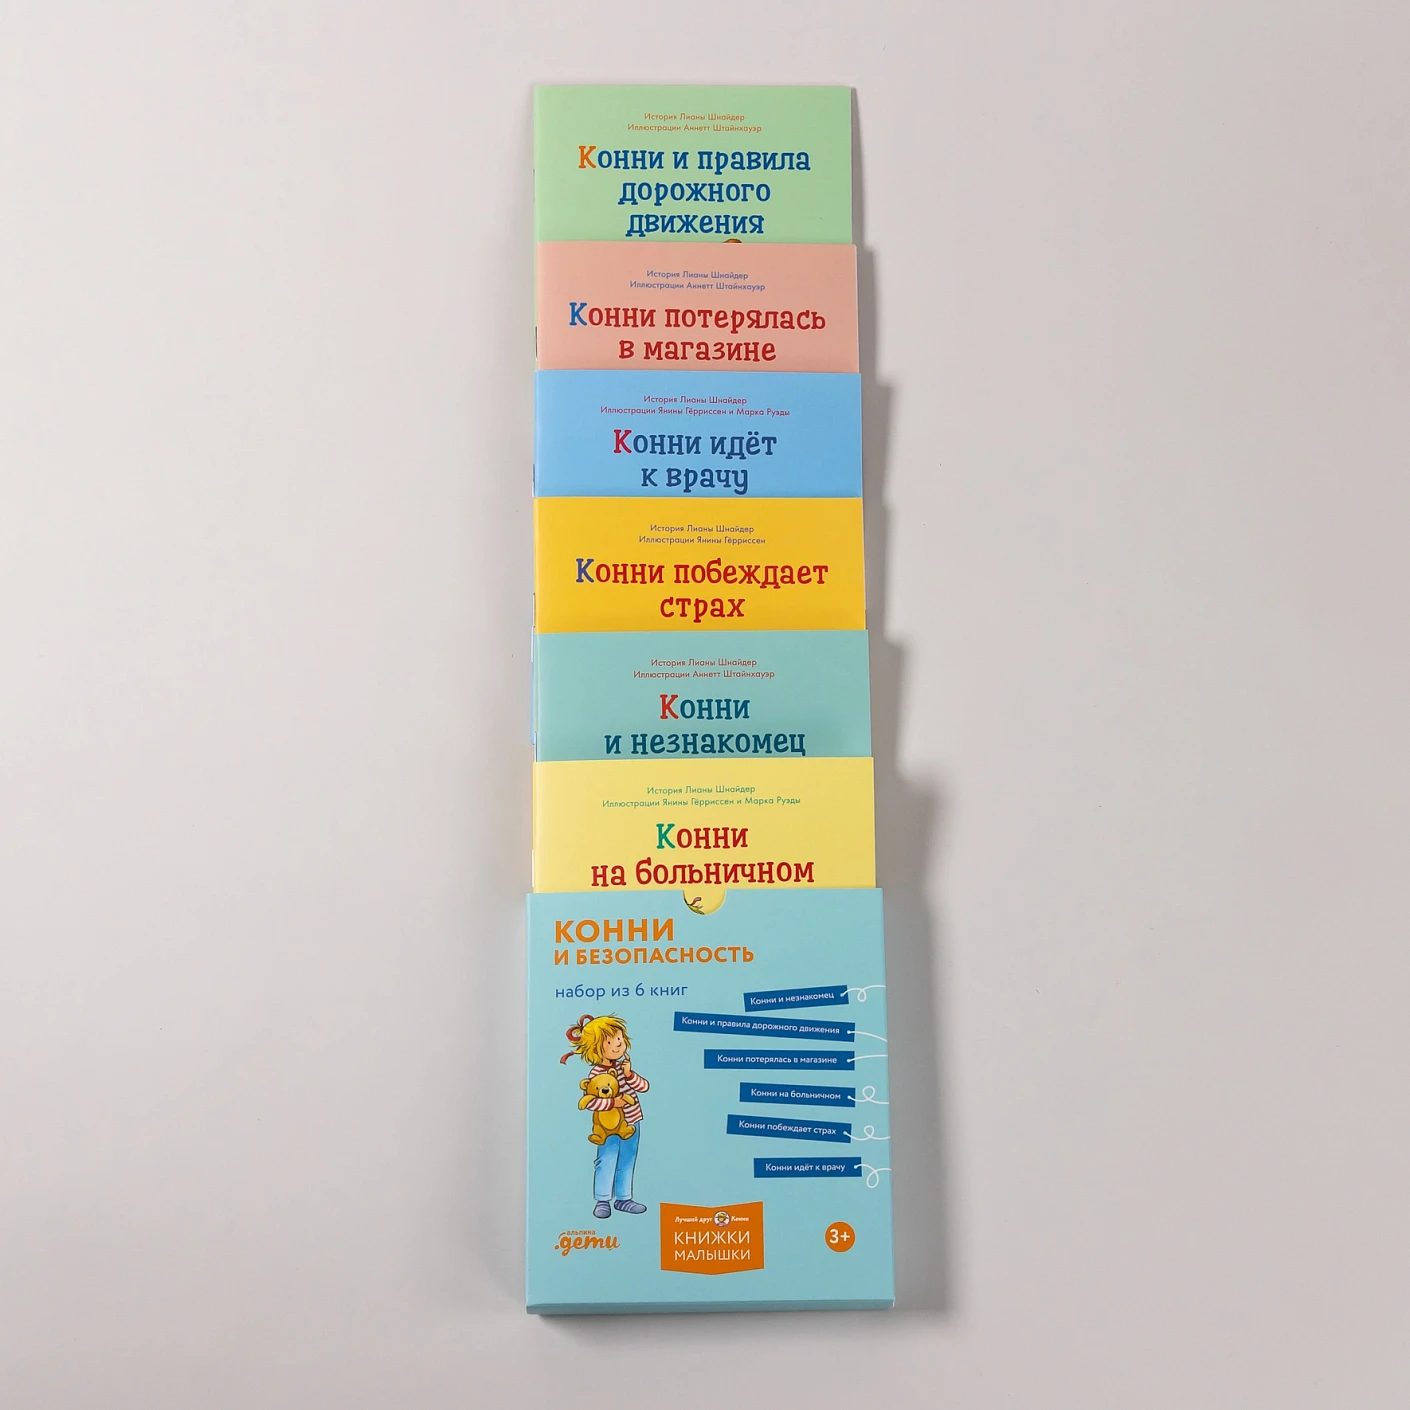 История Лианы Шнайдер
Иллюстрации Аннетт Штайнхауэр
Конни и правила
дорожного
движения
История Лианы Шнайдер
Иллюстрации Аннетт Штайнхауэр
Конни потерялась
в магазине
История Лианы Шнайдер
Иллюстрации Янины Гёрриссен и Марка Руэды
Конни идёт
к врачу
История Лианы Шнайдер
Иллюстрации Янины Гёрриссен
Конни побеждает
страх
История Лианы Шнайдер
Иллюстрации Аннетт Штайнхауэр
Конни
и незнакомец
История Лианы Шнайдер
Иллюстрации Янины Гёрриссен и Марка Руэды
Конни
на больничном
КОННИ
И БЕЗОПАСНОСТЬ
набор из 6 книг
Конни и незнакомец
Конни и правила дорожного движения
Конни потерялась в магазине
Конни на больничном
Конни побеждает страх
Конни идёт к врачу
альпина
.дети
Лучший друг Конни
КНИЖКИ
МАЛЫШКИ
3+